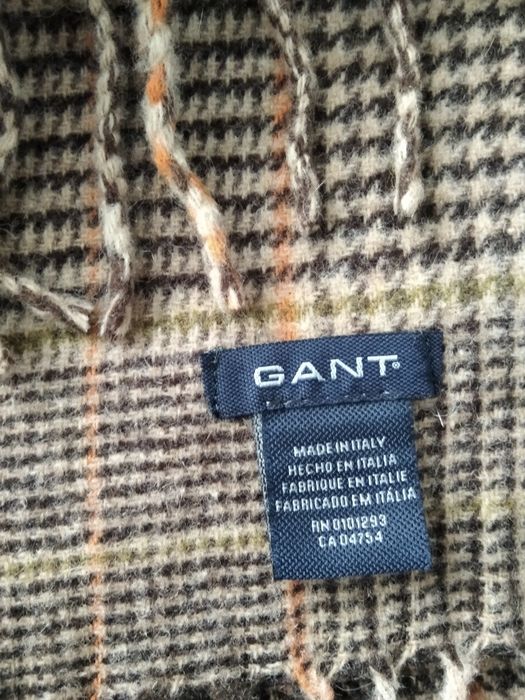 GANT®
MADE IN ITALY
HECHO EN ITALIA
FABRIQUE EN ITALIE
FABRICADO EM ITÁLIA
RN 0101293
CA 04754